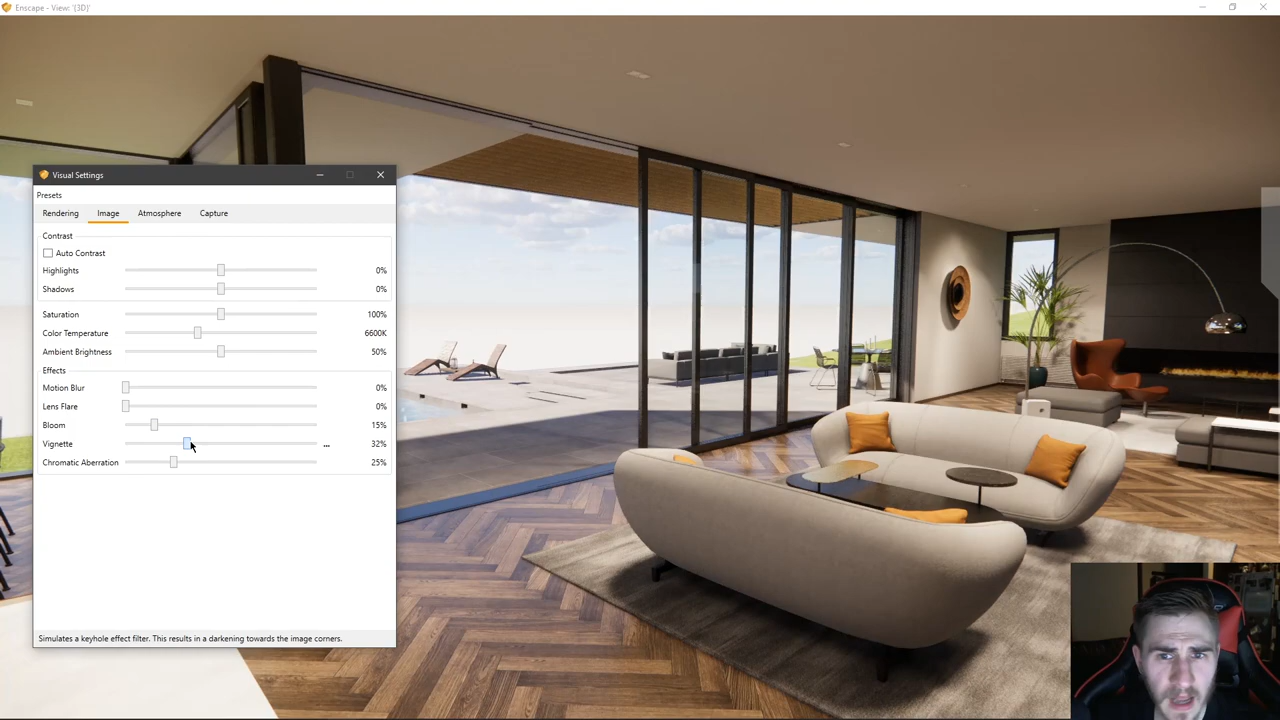 Enscape - View: '{3D}'
Visual Settings
Presets
Rendering Image Atmosphere Capture
Contrast
Auto Contrast
Highlights 0%
Shadows 0%
Saturation 100%
Color Temperature 6600K
Ambient Brightness 50%
Effects
Motion Blur 0%
Lens Flare 0%
Bloom 15%
Vignette ... 32%
Chromatic Aberration 25%
Simulates a keyhole effect filter. This results in a darkening towards the image corners.